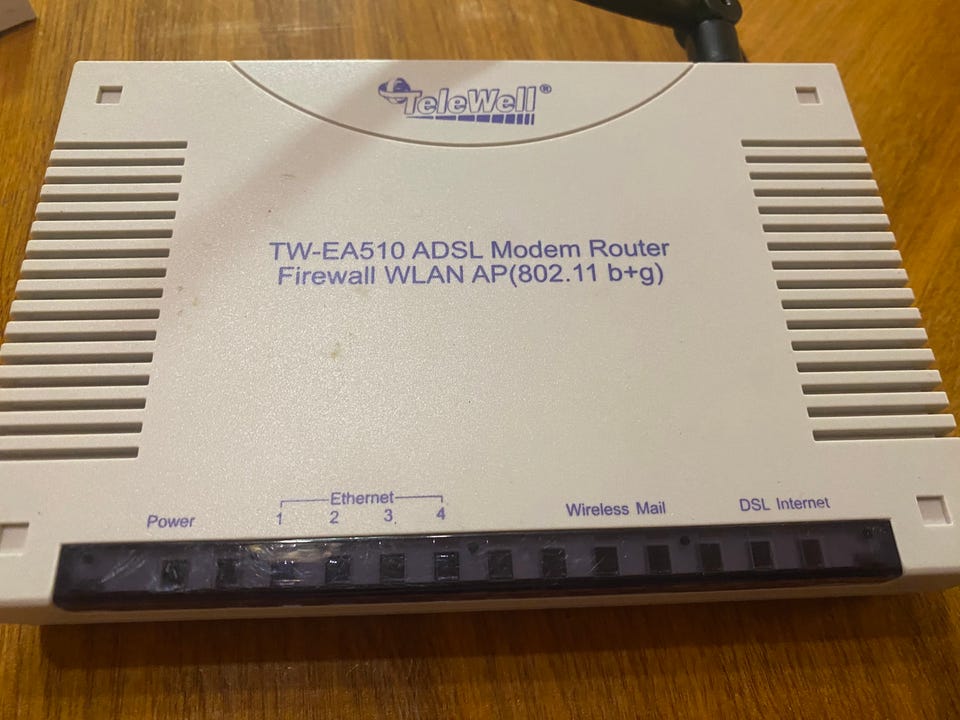 TeleWell®
TW-EA510 ADSL Modem Router
Firewall WLAN AP(802.11 b+g)
Ethernet
Power 1 2 3 4 Wireless Mail DSL Internet